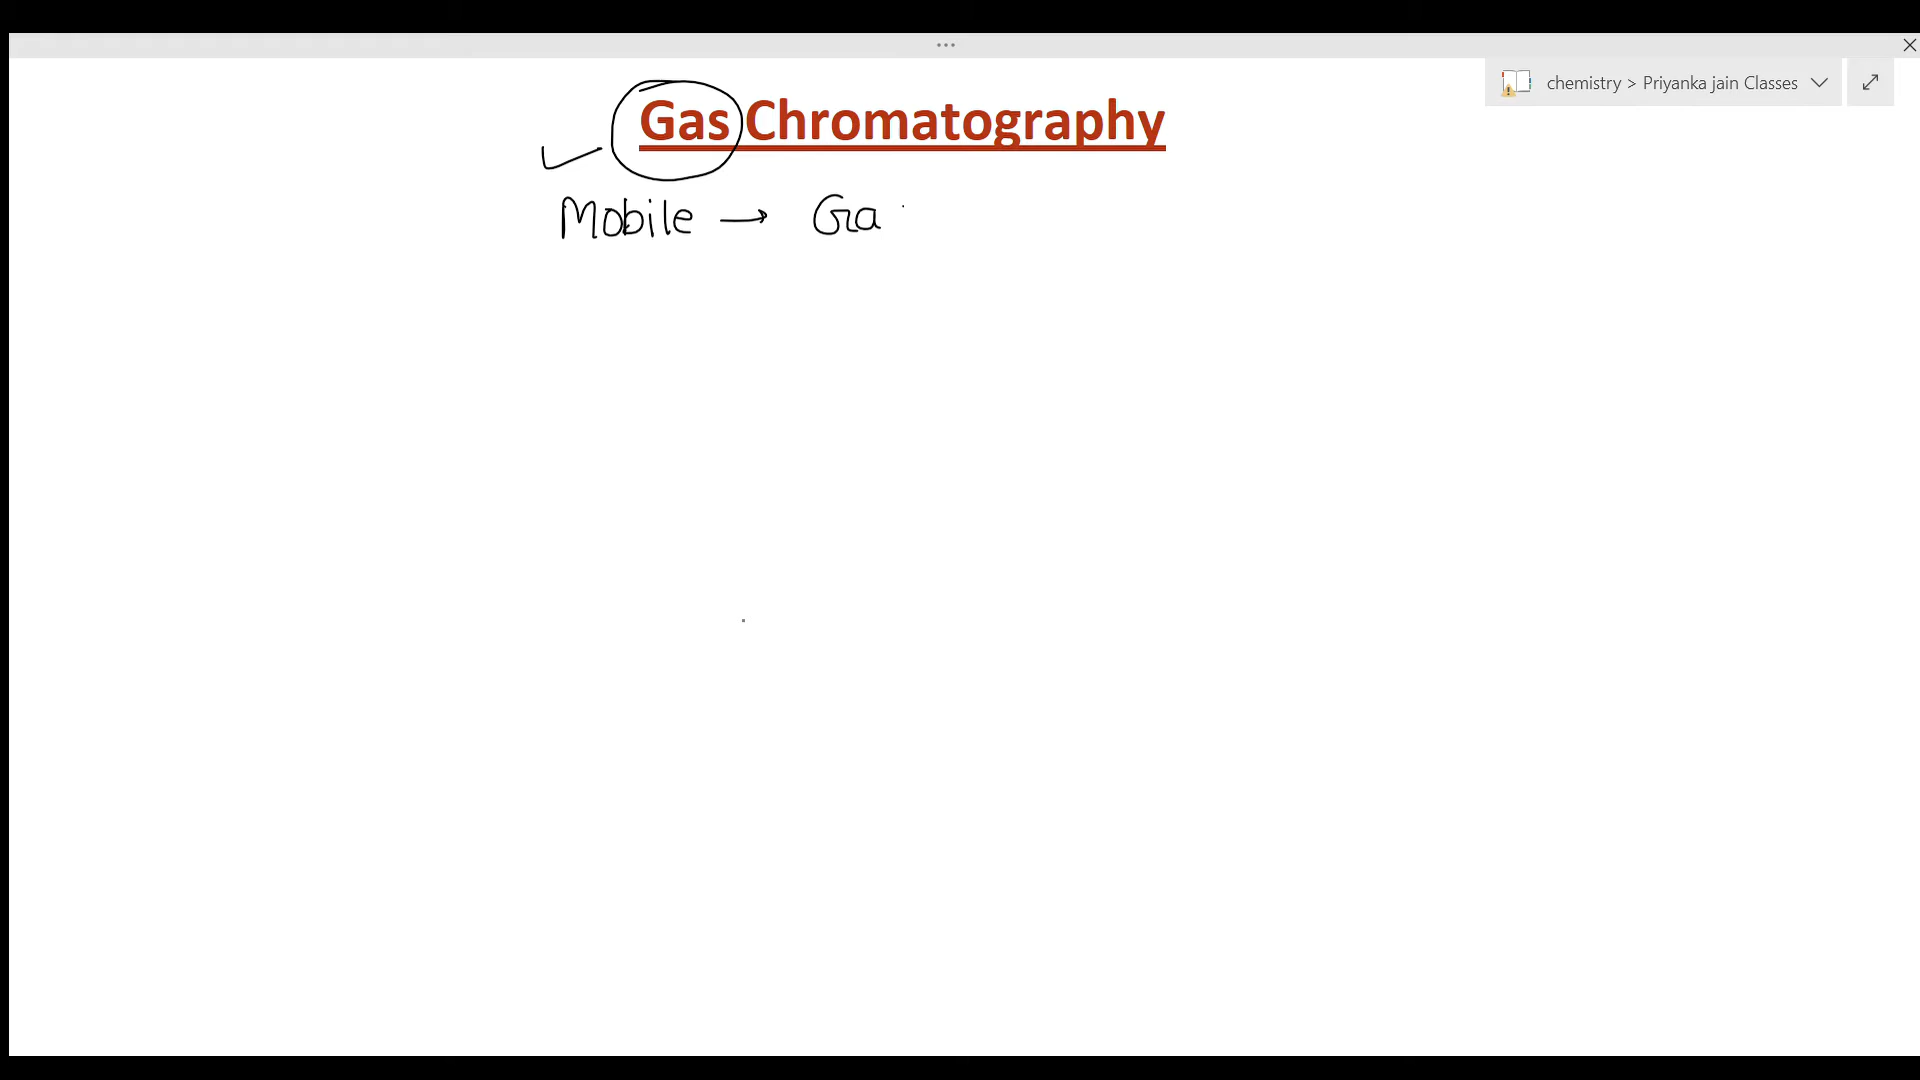 chemistry > Priyanka jain Classes
Gas Chromatography
Mobile → Ga